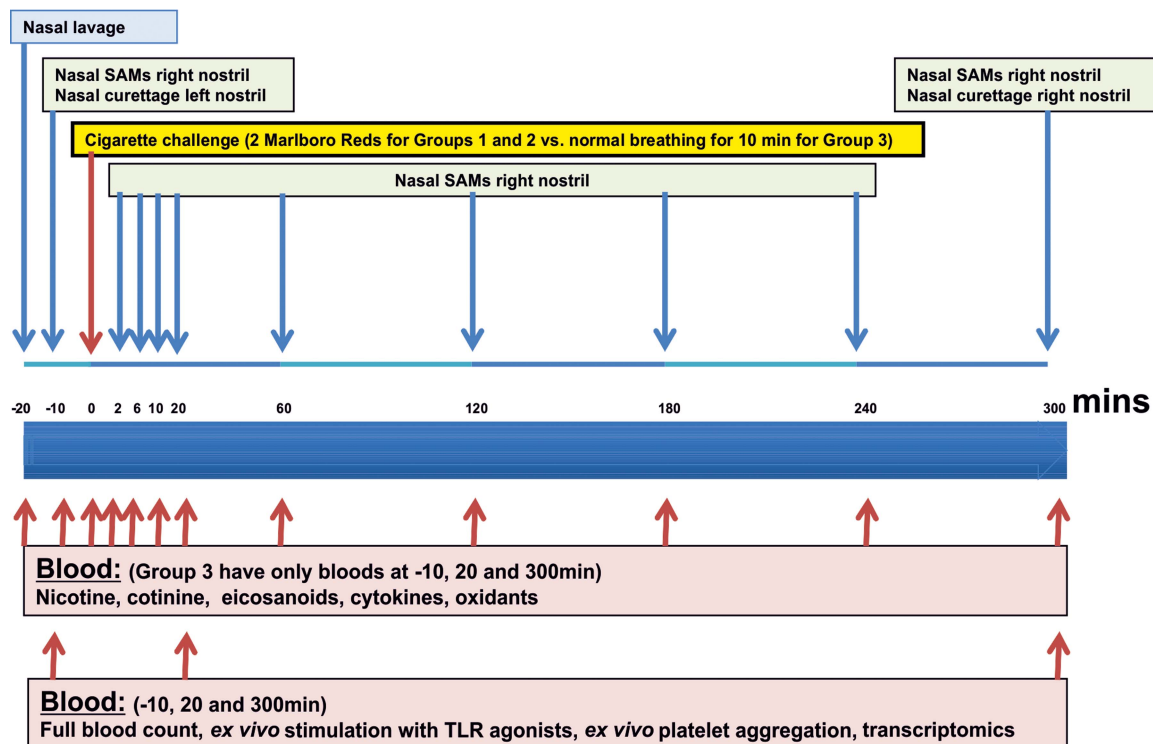 Nasal lavage
Nasal SAMs right nostril
Nasal curettage left nostril
Nasal SAMs right nostril
Nasal curettage right nostril
Cigarette challenge (2 Marlboro Reds for Groups 1 and 2 vs. normal breathing for 10 min for Group 3)
Nasal SAMs right nostril
-20 -10 0 2 6 10 20 60 120 180 240 300 mins
Blood: (Group 3 have only bloods at -10, 20 and 300min)
Nicotine, cotinine, eicosanoids, cytokines, oxidants
Blood: (-10, 20 and 300min)
Full blood count, ex vivo stimulation with TLR agonists, ex vivo platelet aggregation, transcriptomics